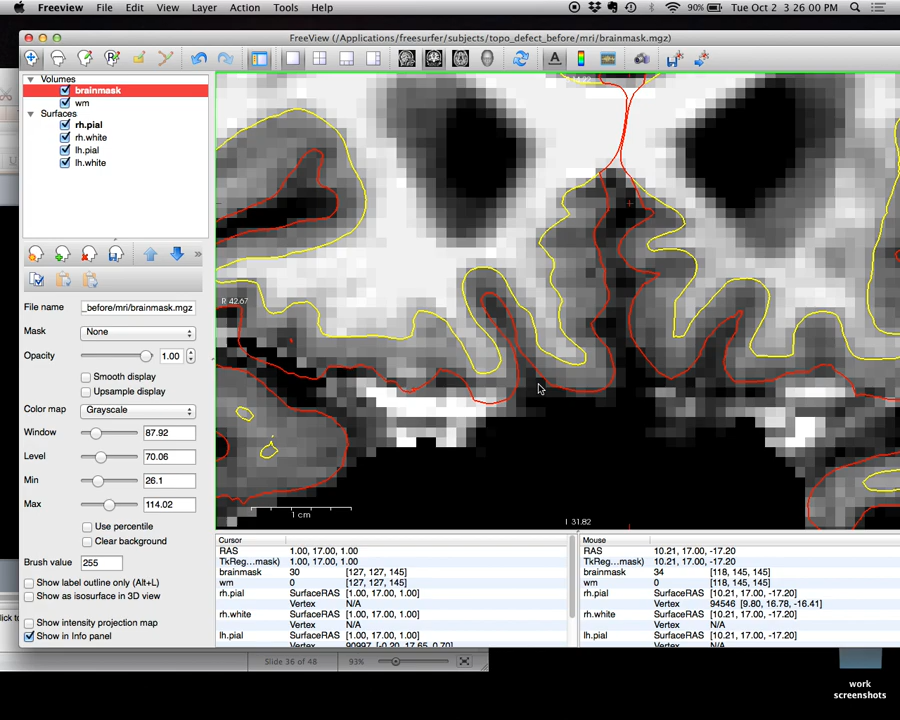 Freeview File Edit View Layer Action Tools Help 90% Tue Oct 2 3:26:00 PM
FreeView (/Applications/freesurfer/subjects/topo_defect_before/mri/brainmask.mgz)
Volumes
brainmask
wm
Surfaces
rh.pial
rh.white
lh.pial
lh.white
File name _before/mri/brainmask.mgz
Mask None
Opacity 1.00
Smooth display
Upsample display
Color map Grayscale
Window 87.92
Level 70.06
Min 26.1
Max 114.02
Use percentile
Clear background
Brush value 255
Show label outline only (Alt+L)
Show as isosurface in 3D view
Show intensity projection map
Show in Info panel
R 42.67
1 cm
I 31.82
Cursor
RAS 1.00, 17.00, 1.00
TkReg...mask) 1.00, 17.00, 1.00
brainmask 30 [127, 127, 145]
wm 0 [127, 127, 145]
rh.pial SurfaceRAS [1.00, 17.00, 1.00]
Vertex N/A
rh.white SurfaceRAS [1.00, 17.00, 1.00]
Vertex N/A
lh.pial SurfaceRAS [1.00, 17.00, 1.00]
Vertex 90997 [-0.20, 17.65, 0.70]
Mouse
RAS 10.21, 17.00, -17.20
TkReg...mask) 10.21, 17.00, -17.20
brainmask 34 [118, 145, 145]
wm 0 [118, 145, 145]
rh.pial SurfaceRAS [10.21, 17.00, -17.20]
Vertex 94546 [9.80, 16.78, -16.41]
rh.white SurfaceRAS [10.21, 17.00, -17.20]
Vertex N/A
lh.pial SurfaceRAS [10.21, 17.00, -17.20]
Vertex N/A
Slide 36 of 48 93%
work
screenshots